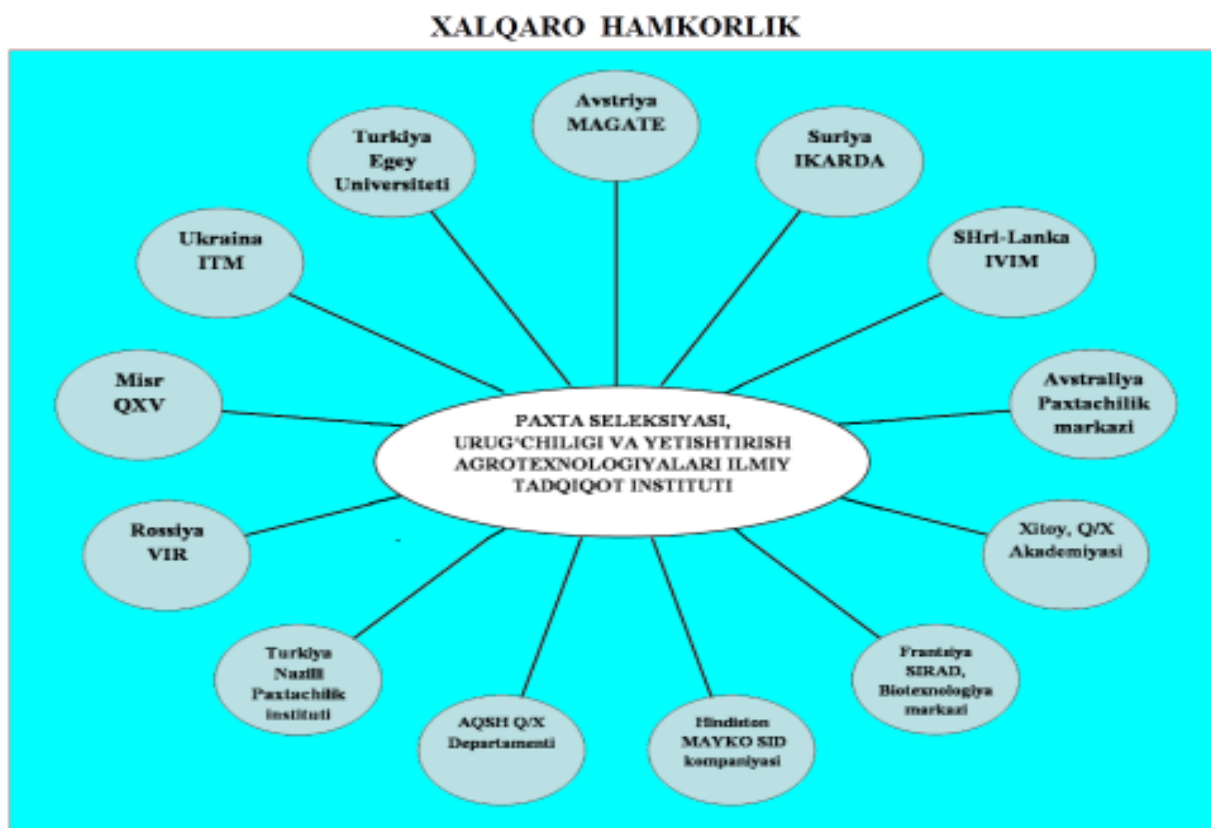 XALQARO HAMKORLIK
Avstriya
MAGATE
Suriya
IKARDA
SHri-Lanka
IVIM
Avstraliya
Paxtachilik
markazi
Xitoy, Q/X
Akademiyasi
Frantsiya
SIRAD,
Biotexnologiya
markazi
Hindiston
MAYKO SID
kompaniyasi
AQSH Q/X
Departamenti
Turkiya
Nazilli
Paxtachilik
instituti
Rossiya
VIR
Misr
QXV
Ukraina
ITM
Turkiya
Egey
Universiteti
PAXTA SELEKSIYASI,
URUG‘CHILIGI VA YETISHTIRISH
AGROTEXNOLOGIYALARI ILMIY
TADQIQOT INSTITUTI